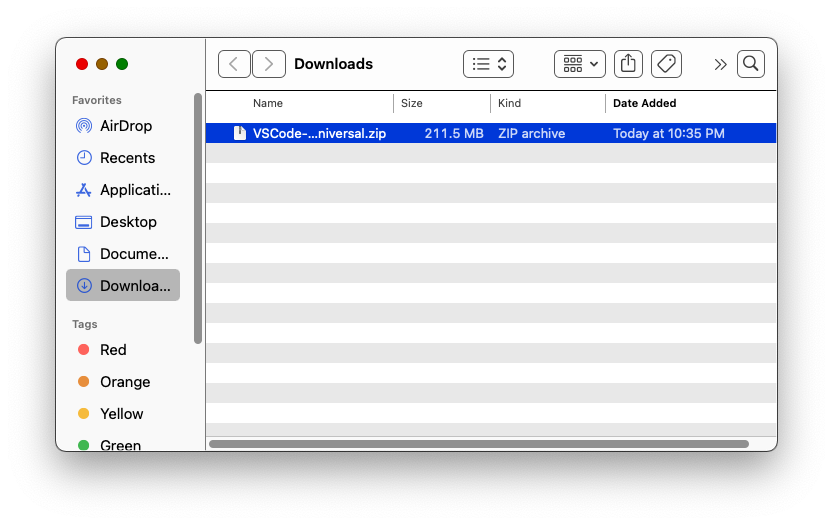 Downloads
Favorites
AirDrop
Recents
Applicati...
Desktop
Docume...
Downloa...
Tags
Red
Orange
Yellow
Green
Name Size Kind Date Added
VSCode-...niversal.zip 211.5 MB ZIP archive Today at 10:35 PM